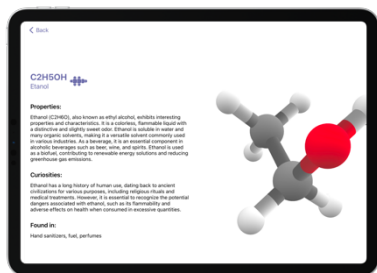 Back
C2H5OH
Etanol
Properties:
Ethanol (C2H6O), also known as ethyl alcohol, exhibits interesting
properties and characteristics. It is a colorless, flammable liquid with
a distinctive and slightly sweet odor. Ethanol is soluble in water and
many organic solvents, making it a versatile solvent commonly used
in various industries. As a beverage, it is an essential component in
alcoholic beverages such as beer, wine, and spirits. Ethanol is used
as a biofuel, contributing to renewable energy solutions and reducing
greenhouse gas emissions.
Curiosities:
Ethanol has a long history of human use, dating back to ancient
civilizations for various purposes, including religious rituals and
medical treatments. However, it is essential to recognize the potential
dangers associated with ethanol, such as its flammability and
adverse effects on health when consumed in excessive quantities.
Found in:
Hand sanitizers, fuel, perfumes.